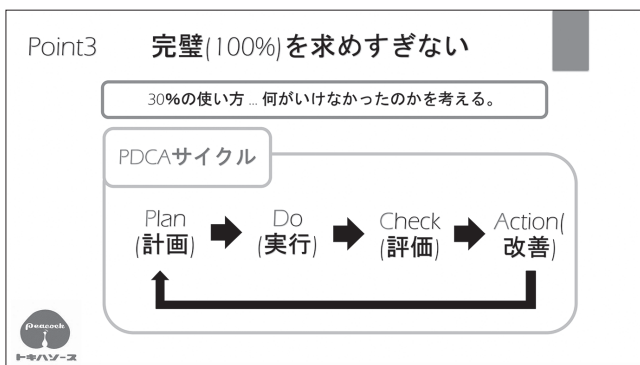 Point3 完璧(100%)を求めすぎない
30%の使い方 ... 何がいけなかったのかを考える。
PDCAサイクル
Plan Do Check Action(
(計画) (実行) (評価) 改善)
Peacock
トキハソース